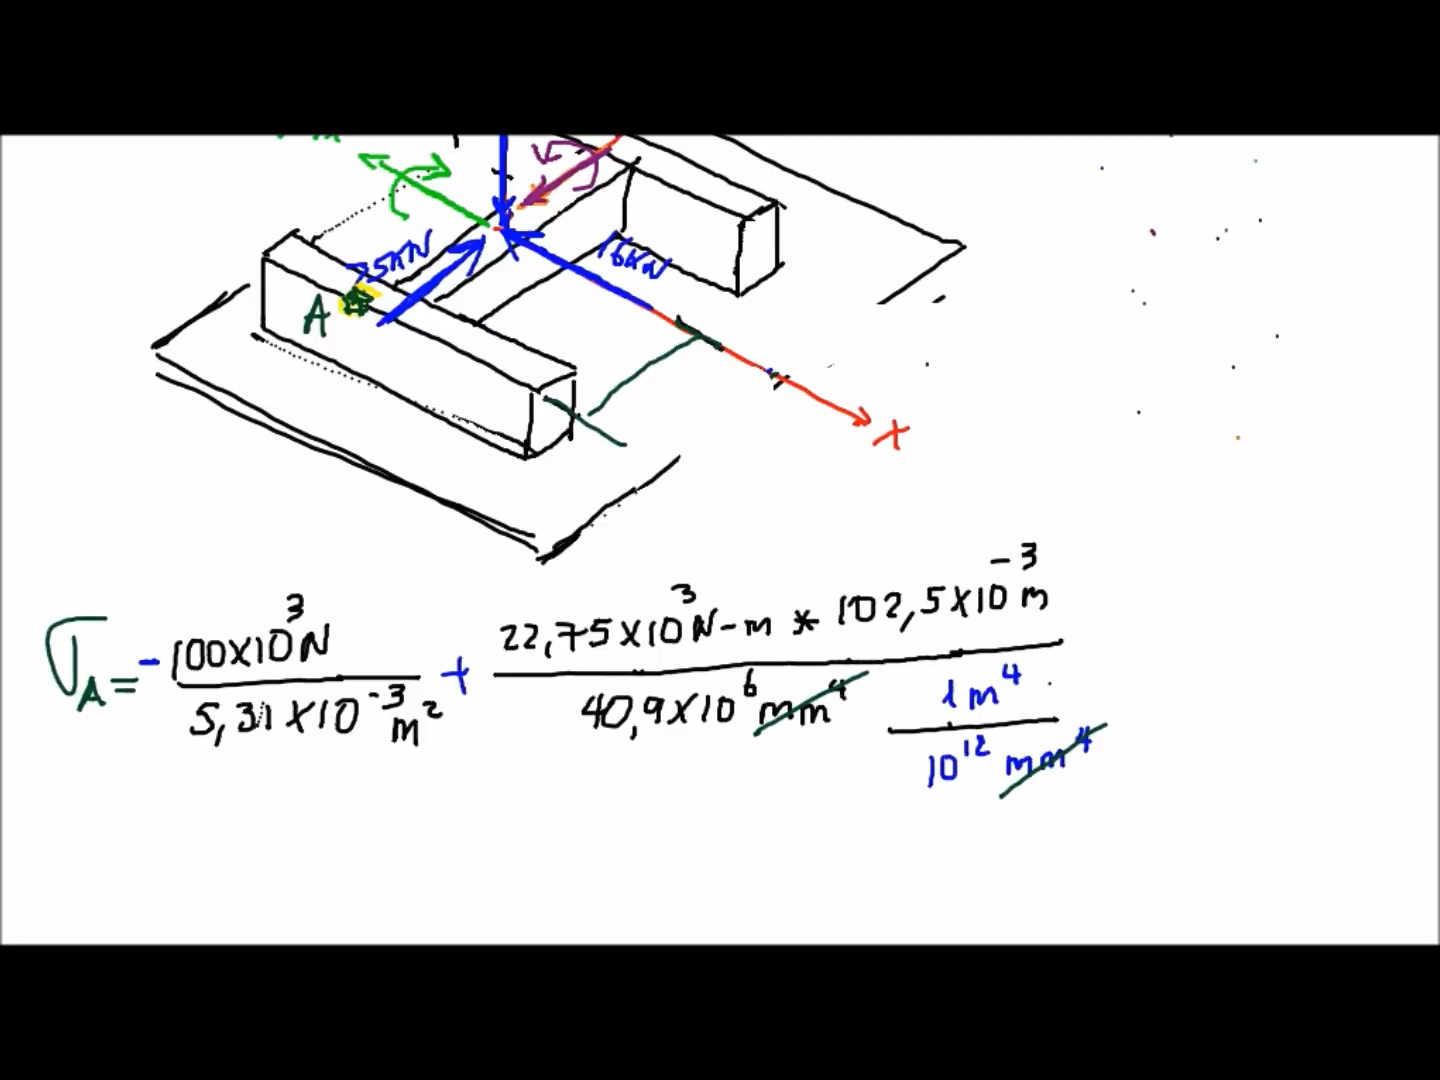 75KN
16KN
A
x
σA = - 100x10³N / 5,31x10⁻³m² + 22,75x10³N-m * 102,5x10⁻³m / 40,9x10⁶mm⁴ 1m⁴ / 10¹²mm⁴